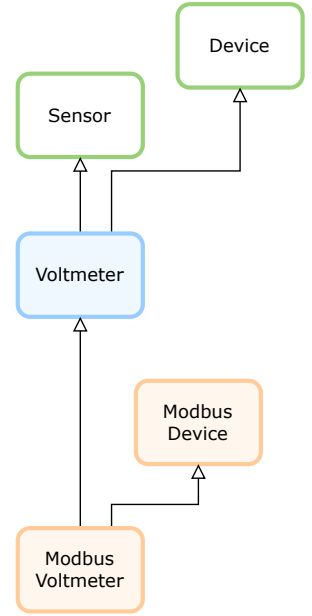 Device
Sensor
Voltmeter
Modbus
Device
Modbus
Voltmeter